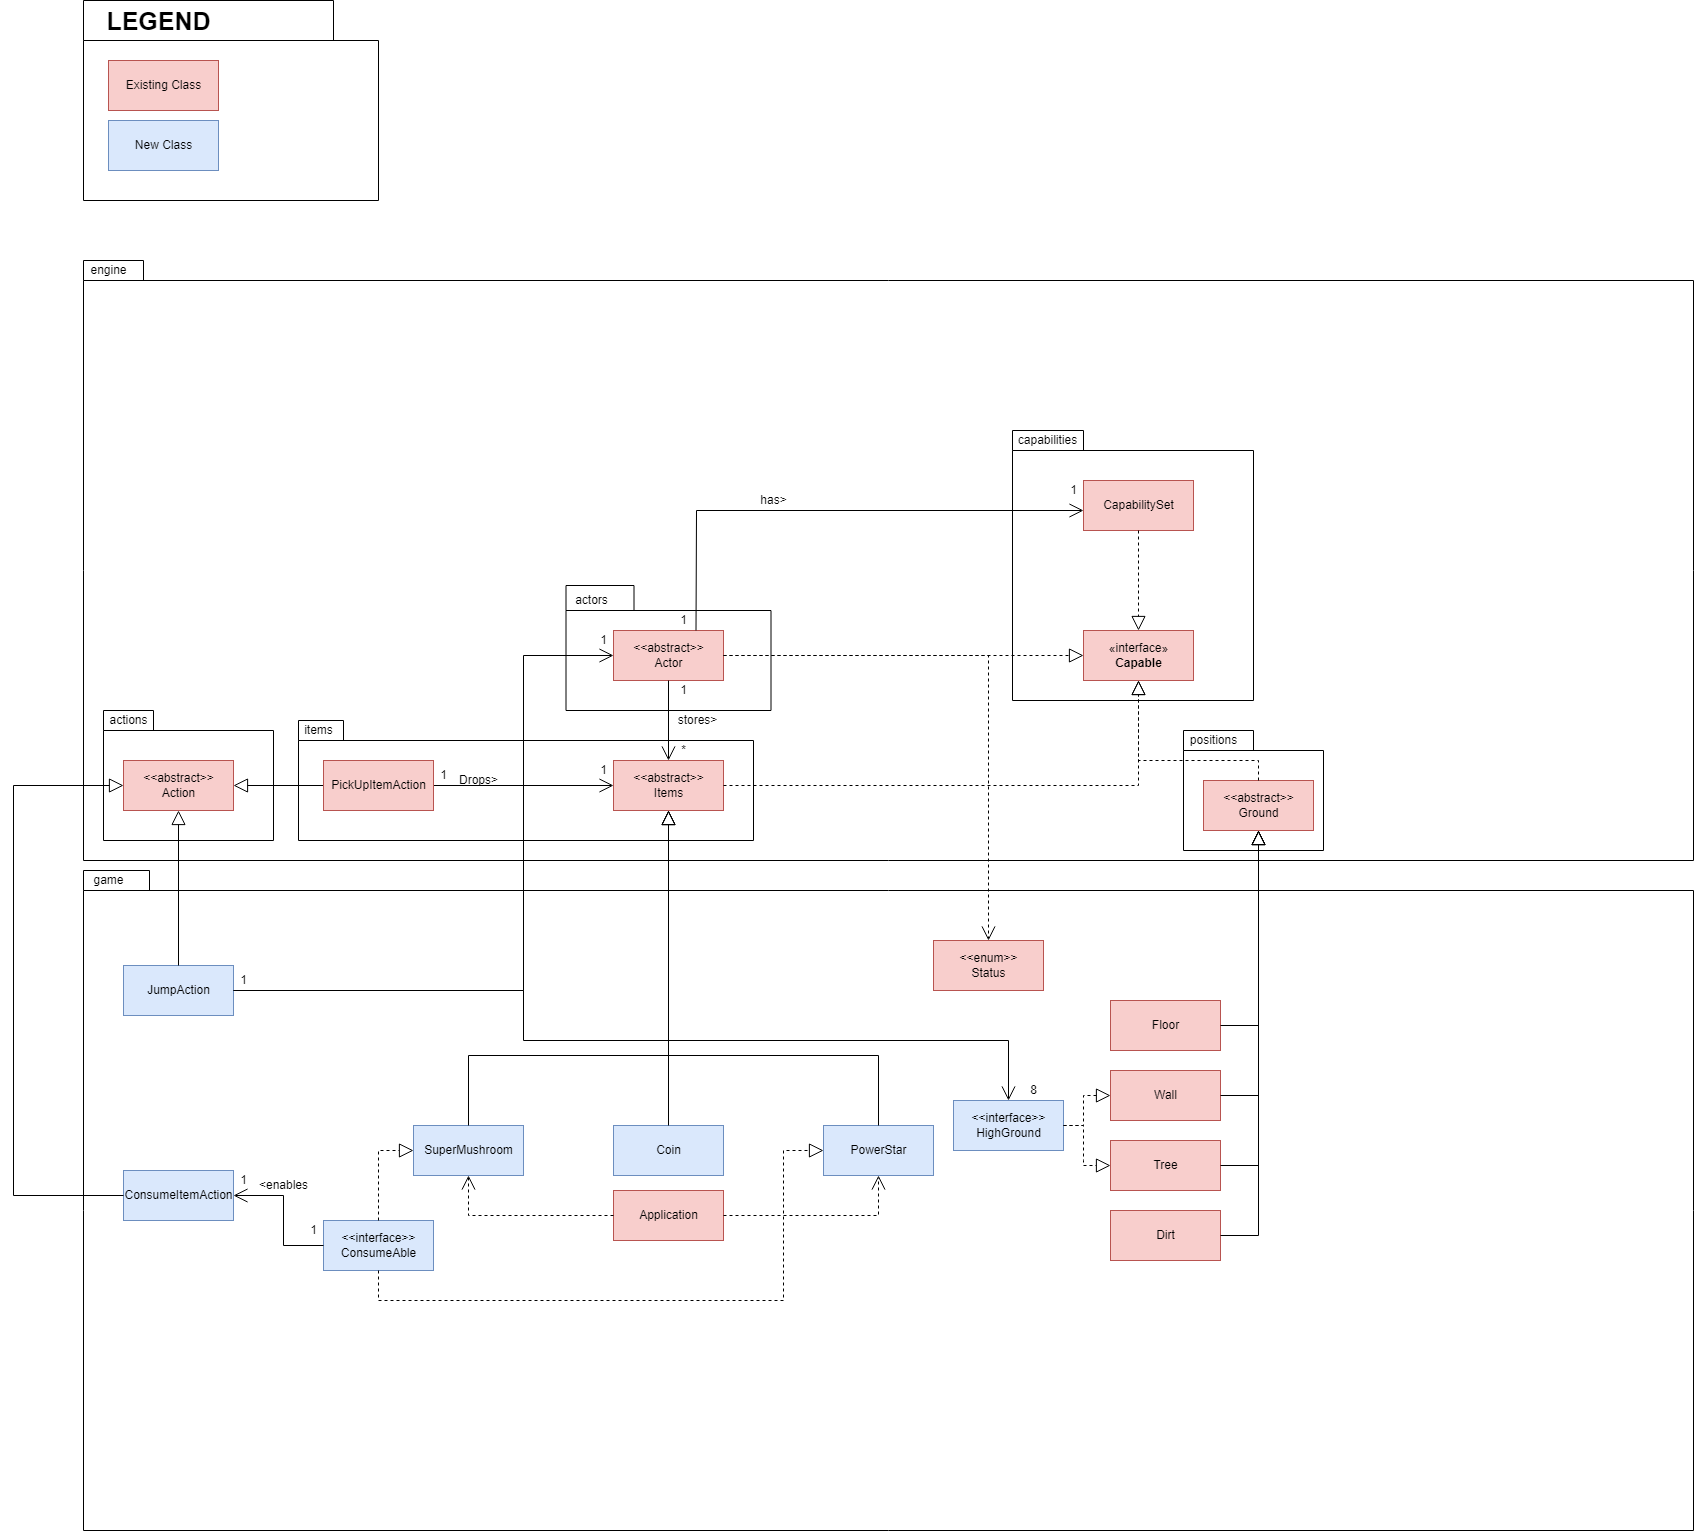 LEGEND
Existing Class
New Class
engine
capabilities
CapabilitySet
1
has>
actors
1
<<abstract>>
Actor
1
1
«interface»
Capable
actions
items
stores>
*
positions
<<abstract>>
Action
PickUpItemAction
1
Drops>
1
<<abstract>>
Items
<<abstract>>
Ground
game
<<enum>>
Status
JumpAction
1
Floor
8
Wall
<<interface>>
HighGround
SuperMushroom
Coin
PowerStar
Tree
ConsumeItemAction
1
<enables
1
<<interface>>
ConsumeAble
Application
Dirt